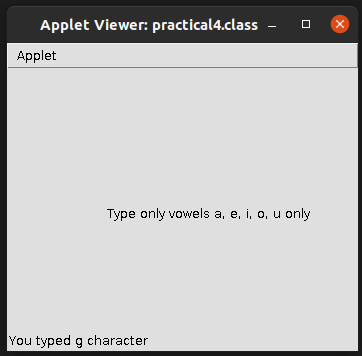 Applet Viewer: practical4.class
Applet
Type only vowels a, e, i, o, u only
You typed g character